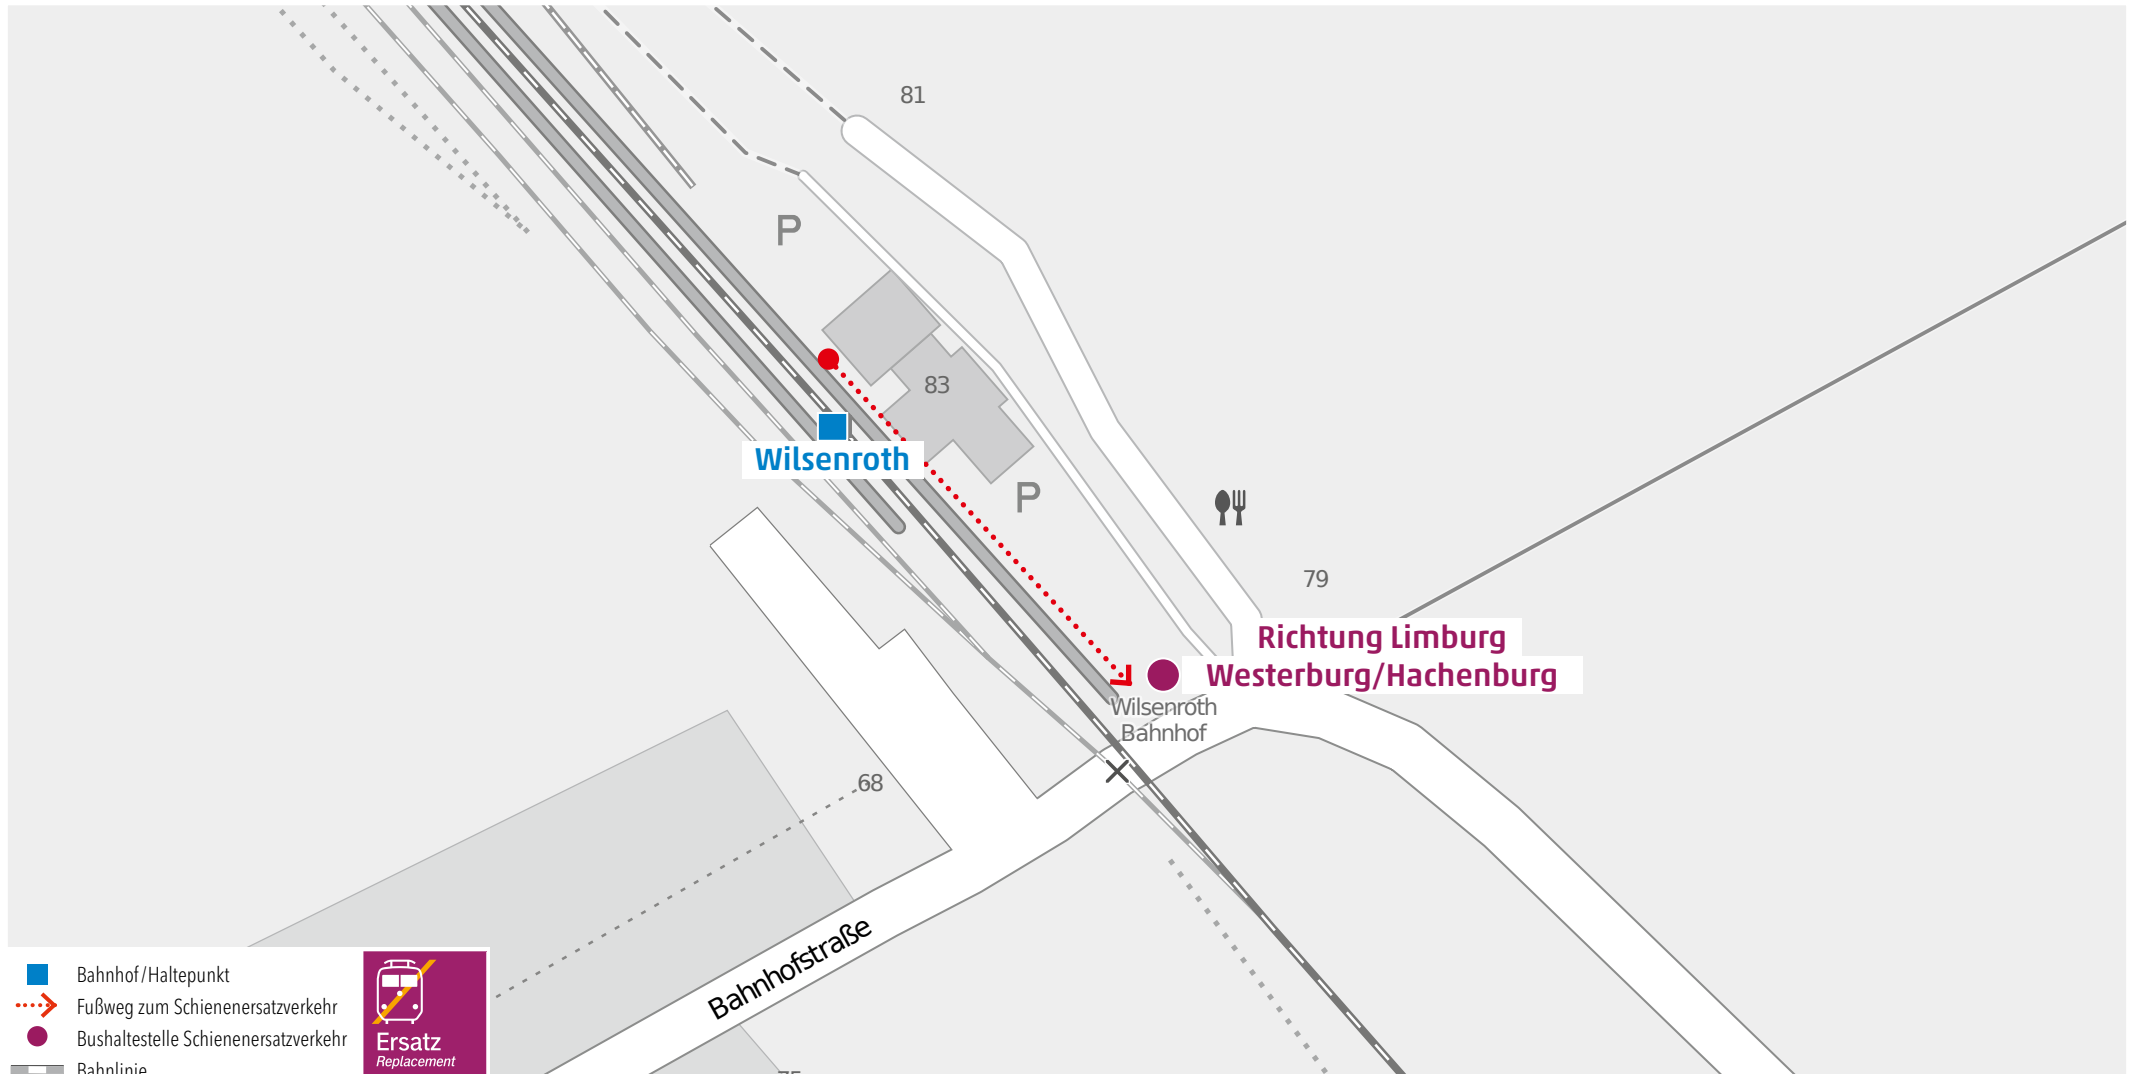 81
P
83
Wilsenroth
P
79
Richtung Limburg
Westerburg/Hachenburg
Wilsenroth
Bahnhof
68
Bahnhofstraße
Bahnhof/Haltepunkt
Fußweg zum Schienenersatzverkehr
Bushaltestelle Schienenersatzverkehr
Bahnlinie
Ersatz
Replacement
75